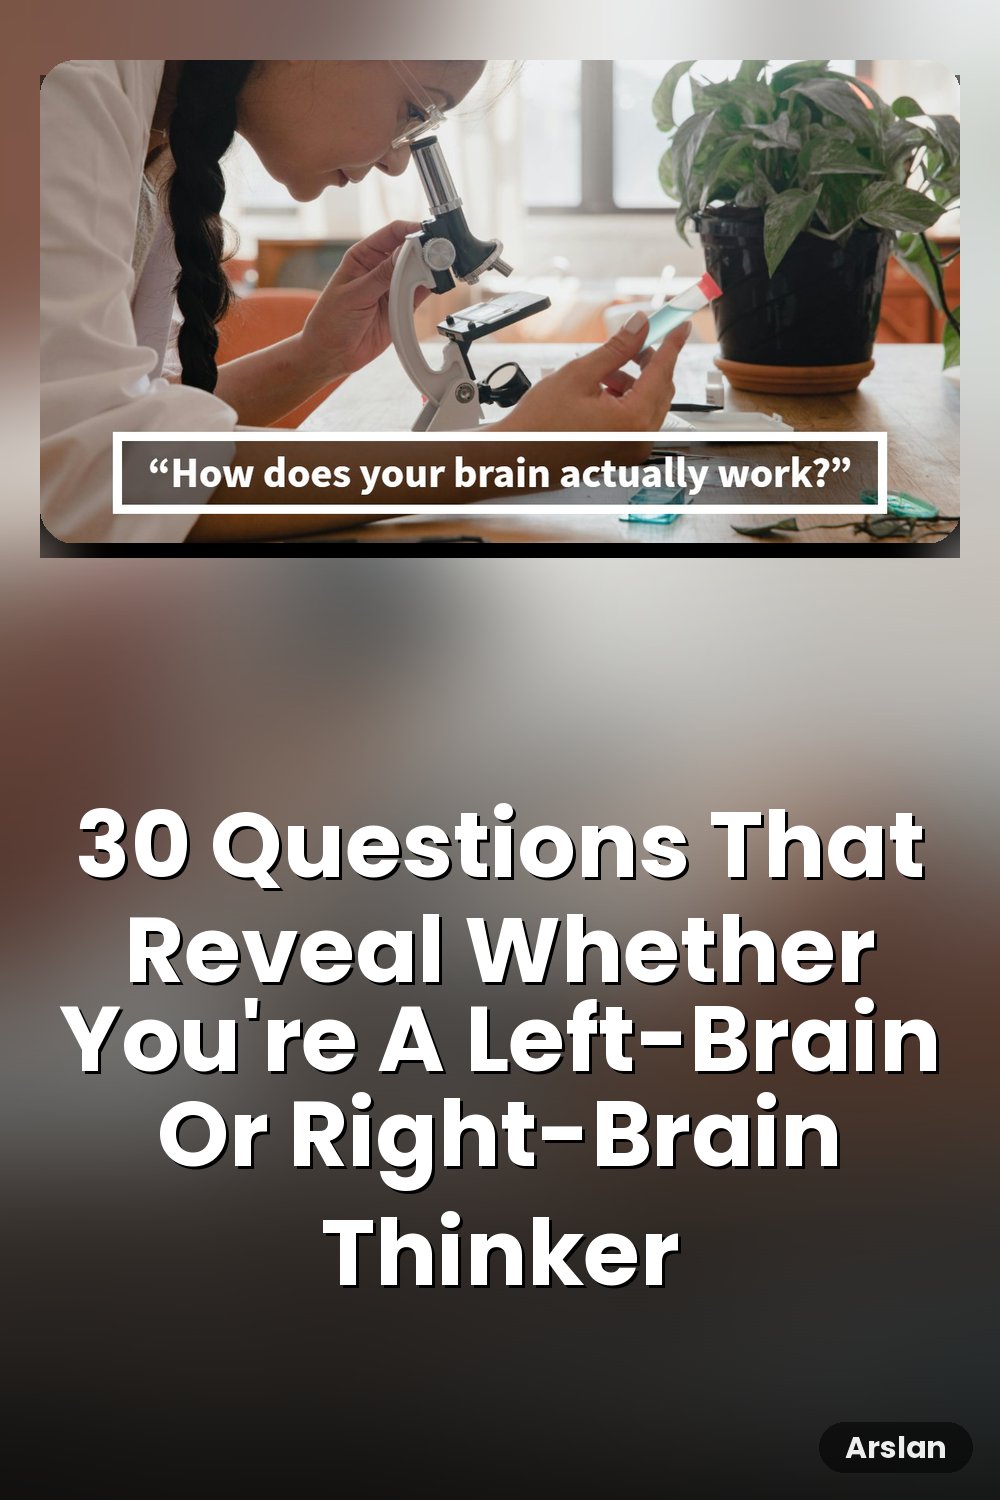 “How does your brain actually work?”
30 Questions That
Reveal Whether
You're A Left-Brain
Or Right-Brain
Thinker
Arslan